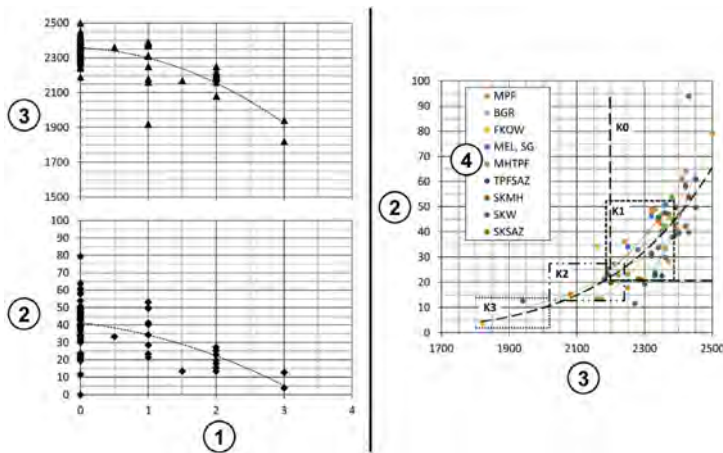 2500
2300
2100
1900
1700
1500
3
100
90
80
70
60
50
40
30
20
10
0
2
0 1 2 3 4
1
100
90
80
70
60
50
40
30
20
10
0
2
MPF
BGR
FKOW
MEL, SG
MHTPF
TPFSAZ
SKMH
SKW
SKSAZ
4
K0
K1
K2
K3
1700 1900 2100 2300 2500
3